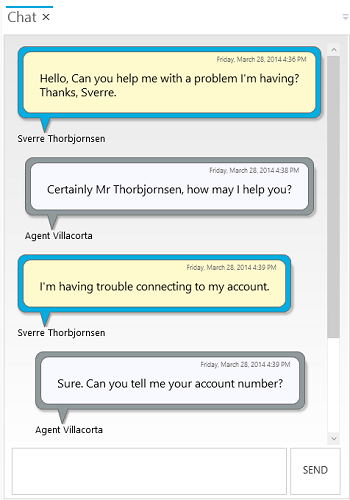 Chat ×
Friday, March 28, 2014 4:36 PM
Hello, Can you help me with a problem I'm having?
Thanks, Sverre.
Sverre Thorbjornsen
Friday, March 28, 2014 4:38 PM
Certainly Mr Thorbjornsen, how may I help you?
Agent Villacorta
Friday, March 28, 2014 4:39 PM
I'm having trouble connecting to my account.
Sverre Thorbjornsen
Friday, March 28, 2014 4:39 PM
Sure. Can you tell me your account number?
Agent Villacorta
SEND